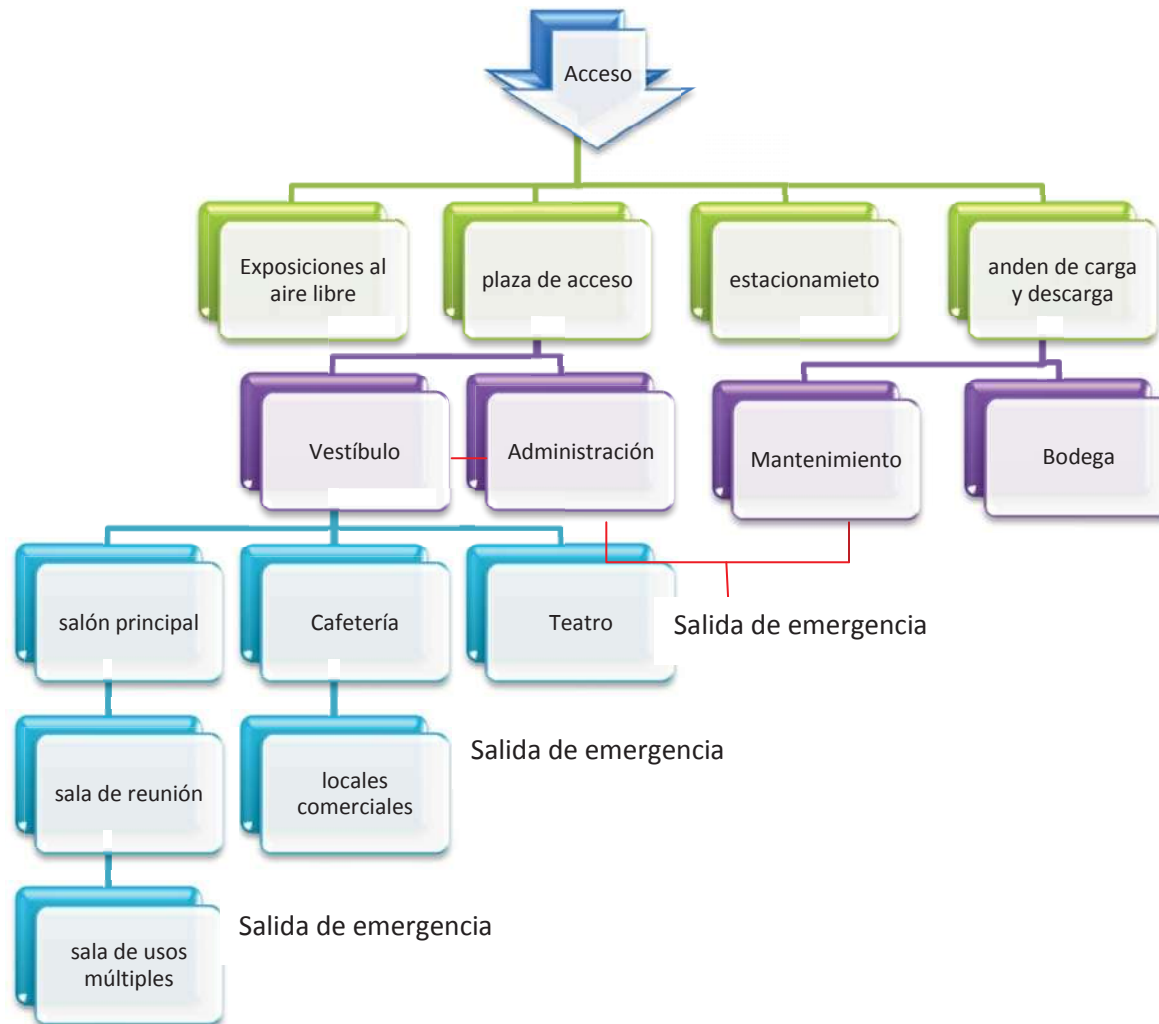 Acceso
Exposiciones al
aire libre
plaza de acceso
estacionamieto
anden de carga
y descarga
Vestíbulo
Administración
Mantenimiento
Bodega
salón principal
Cafetería
Teatro
Salida de emergencia
sala de reunión
locales
comerciales
Salida de emergencia
sala de usos
múltiples
Salida de emergencia